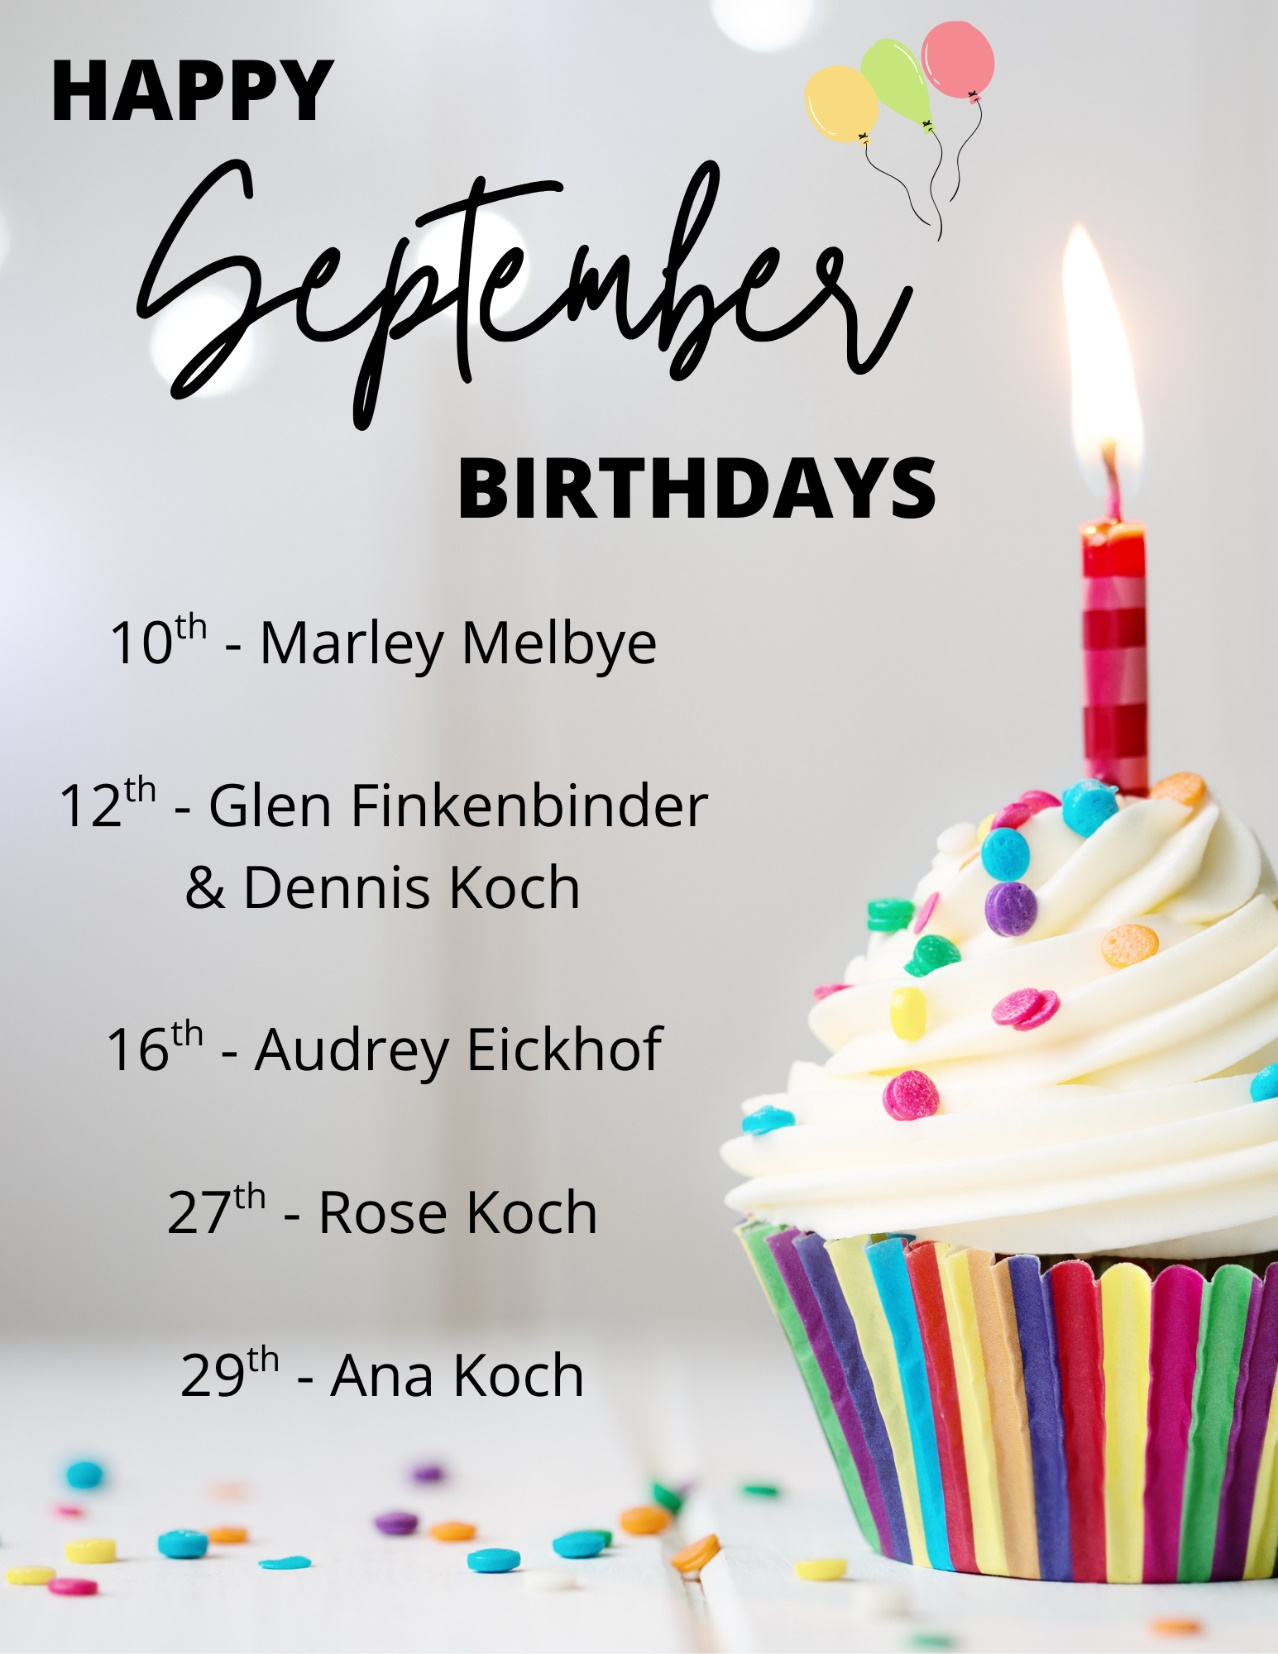 HAPPY
September
BIRTHDAYS
10th - Marley Melbye
12th - Glen Finkenbinder
& Dennis Koch
16th - Audrey Eickhof
27th - Rose Koch
29th - Ana Koch